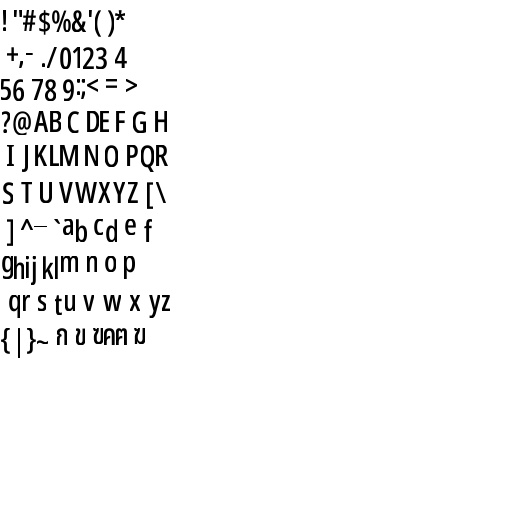 ! "#$%&'( )*
+,- ./0123 4
56 78 9:;< = >
?@AB C DE F G H
I JKLM N O PQR
S T U VWXYZ [\
] ^_ `ab cd e f
ghij klm n o p
qr s tu v w x yz
{|}~ ก ข ฃคฅ ฆ